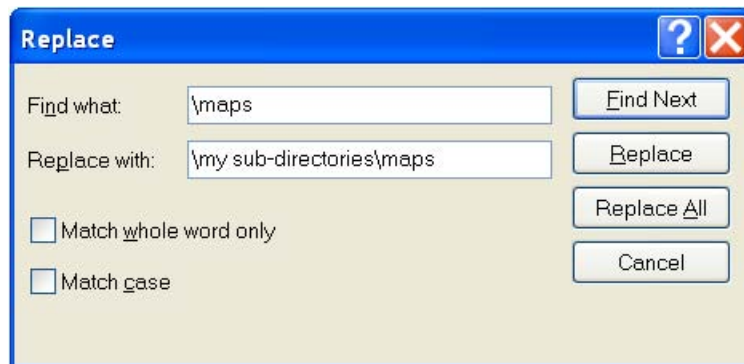 Replace
?
Find what: \maps
Find Next
Replace with: \my sub-directories\maps
Replace
Match whole word only
Replace All
Match case
Cancel